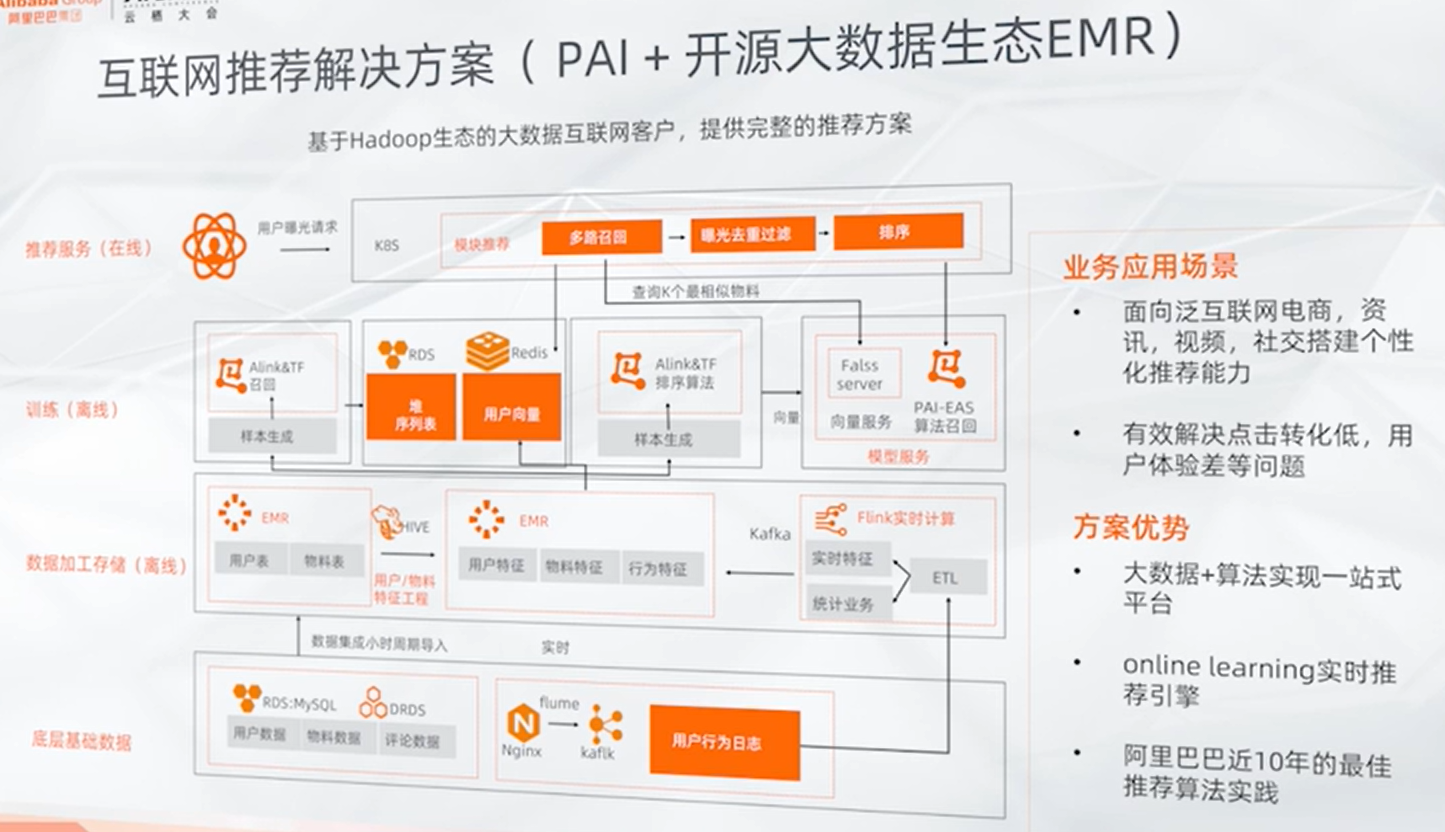 Alibaba Group
阿里巴巴集团
云栖大会
互联网推荐解决方案（ PAI + 开源大数据生态EMR）
基于Hadoop生态的大数据互联网客户，提供完整的推荐方案
推荐服务（在线）
用户曝光请求
K8S
模块推荐
多路召回
曝光去重过滤
排序
查询K个最相似物料
训练（离线）
Alink&TF
召回
样本生成
RDS
堆
序列表
Redis
用户向量
Alink&TF
排序算法
样本生成
向量
Falss
server
向量服务
PAI-EAS
算法召回
模型服务
数据加工存储（离线）
EMR
用户表
物料表
HIVE
用户/物料
特征工程
EMR
用户特征
物料特征
行为特征
Kafka
Flink实时计算
实时特征
统计业务
ETL
数据集成小时周期导入
实时
底层基础数据
RDS:MySQL
DRDS
用户数据
物料数据
评论数据
Nginx
flume
kaflk
用户行为日志
业务应用场景
• 面向泛互联网电商，资
讯，视频，社交搭建个性
化推荐能力
• 有效解决点击转化低，用
户体验差等问题
方案优势
• 大数据+算法实现一站式
平台
• online learning实时推
荐引擎
• 阿里巴巴近10年的最佳
推荐算法实践